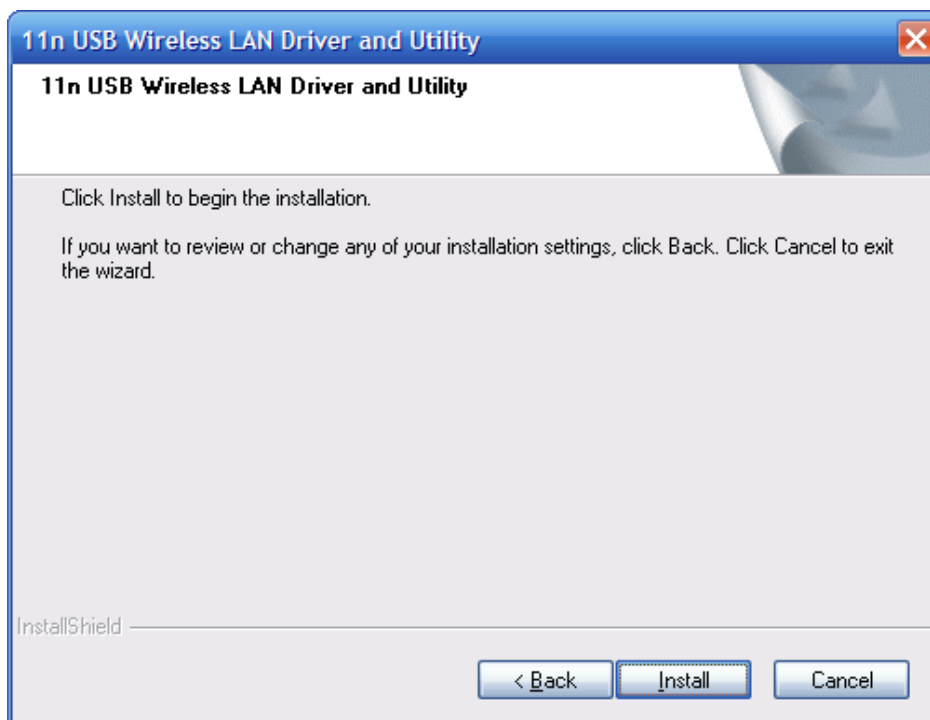 11n USB Wireless LAN Driver and Utility
11n USB Wireless LAN Driver and Utility
Click Install to begin the installation.
If you want to review or change any of your installation settings, click Back. Click Cancel to exit
the wizard.
InstallShield
< Back
Install
Cancel